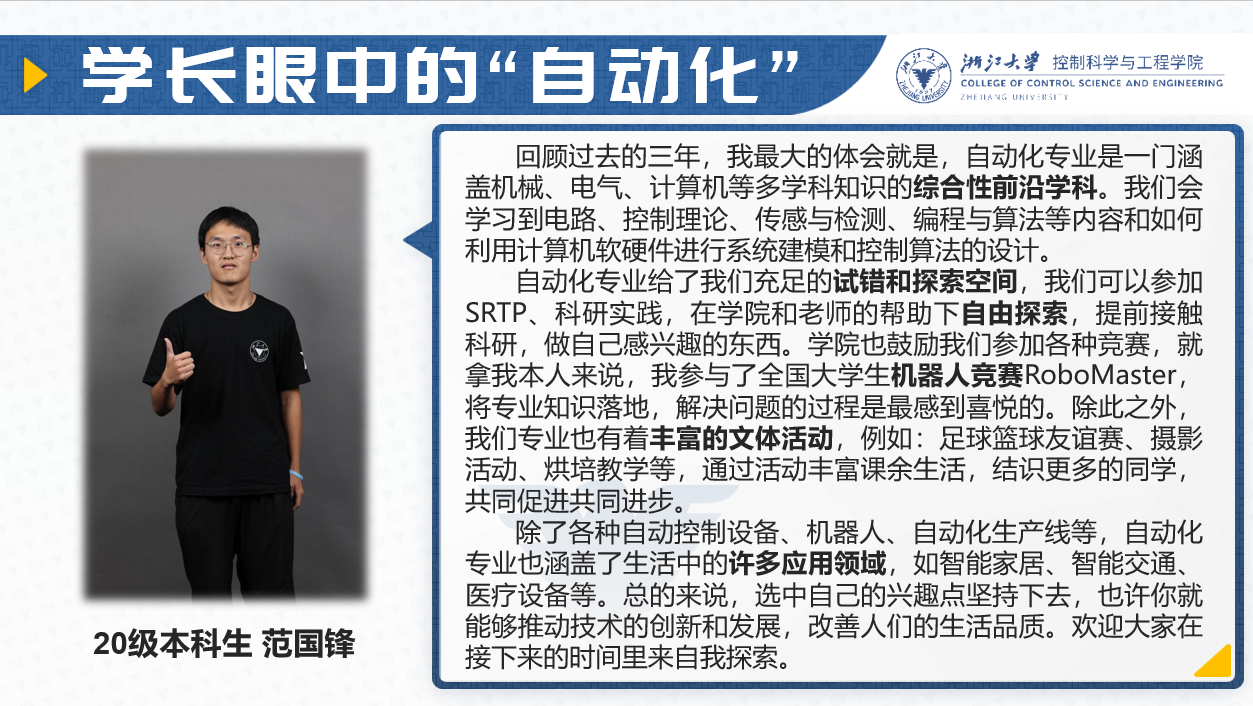 学长眼中的“自动化”
浙江大学 控制科学与工程学院
COLLEGE OF CONTROL SCIENCE AND ENGINEERING
ZHEJIANG UNIVERSITY
回顾过去的三年，我最大的体会就是，自动化专业是一门涵
盖机械、电气、计算机等多学科知识的综合性前沿学科。我们会
学习到电路、控制理论、传感与检测、编程与算法等内容和如何
利用计算机软硬件进行系统建模和控制算法的设计。
自动化专业给了我们充足的试错和探索空间，我们可以参加
SRTP、科研实践，在学院和老师的帮助下自由探索，提前接触
科研，做自己感兴趣的东西。学院也鼓励我们参加各种竞赛，就
拿我本人来说，我参与了全国大学生机器人竞赛RoboMaster，
将专业知识落地，解决问题的过程是最感到喜悦的。除此之外，
我们专业也有着丰富的文体活动，例如：足球篮球友谊赛、摄影
活动、烘培教学等，通过活动丰富课余生活，结识更多的同学，
共同促进共同进步。
除了各种自动控制设备、机器人、自动化生产线等，自动化
专业也涵盖了生活中的许多应用领域，如智能家居、智能交通、
医疗设备等。总的来说，选中自己的兴趣点坚持下去，也许你就
能够推动技术的创新和发展，改善人们的生活品质。欢迎大家在
接下来的时间里来自我探索。
20级本科生 范国锋